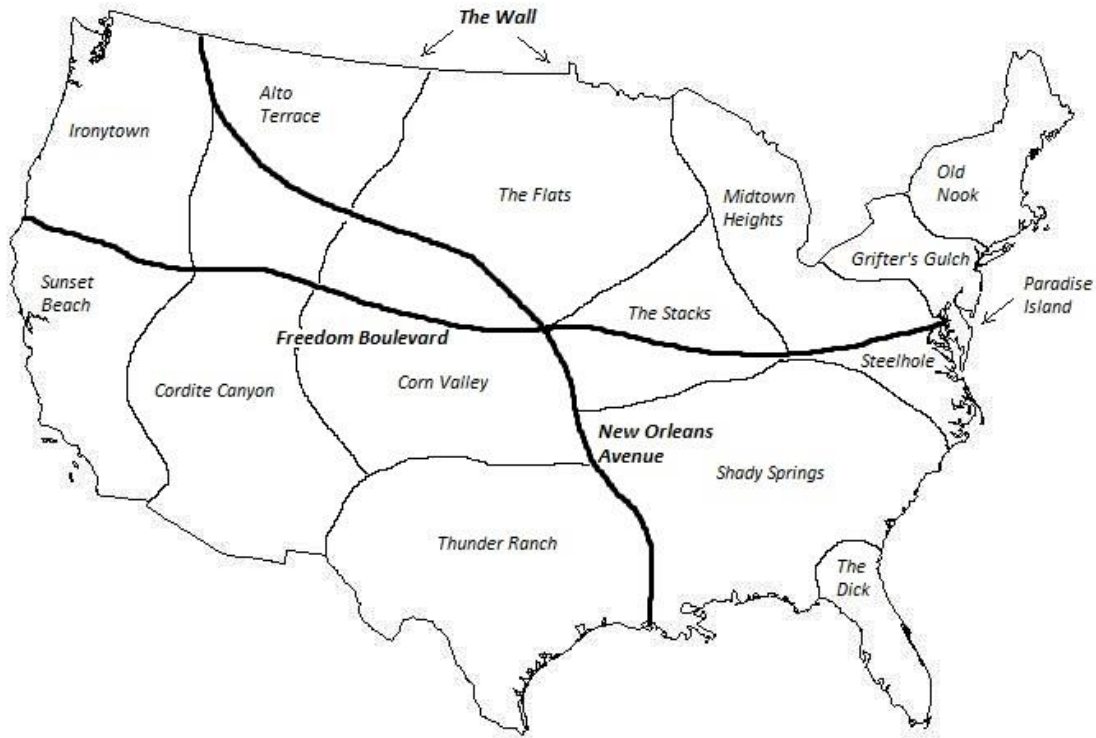 The Wall
Alto
Terrace
Ironytown
The Flats
Midtown
Heights
Old
Nook
Grifter's Gulch
Paradise
Island
Sunset
Beach
The Stacks
Freedom Boulevard
Steelhole
Cordite Canyon
Corn Valley
New Orleans
Avenue
Shady Springs
Thunder Ranch
The
Dick